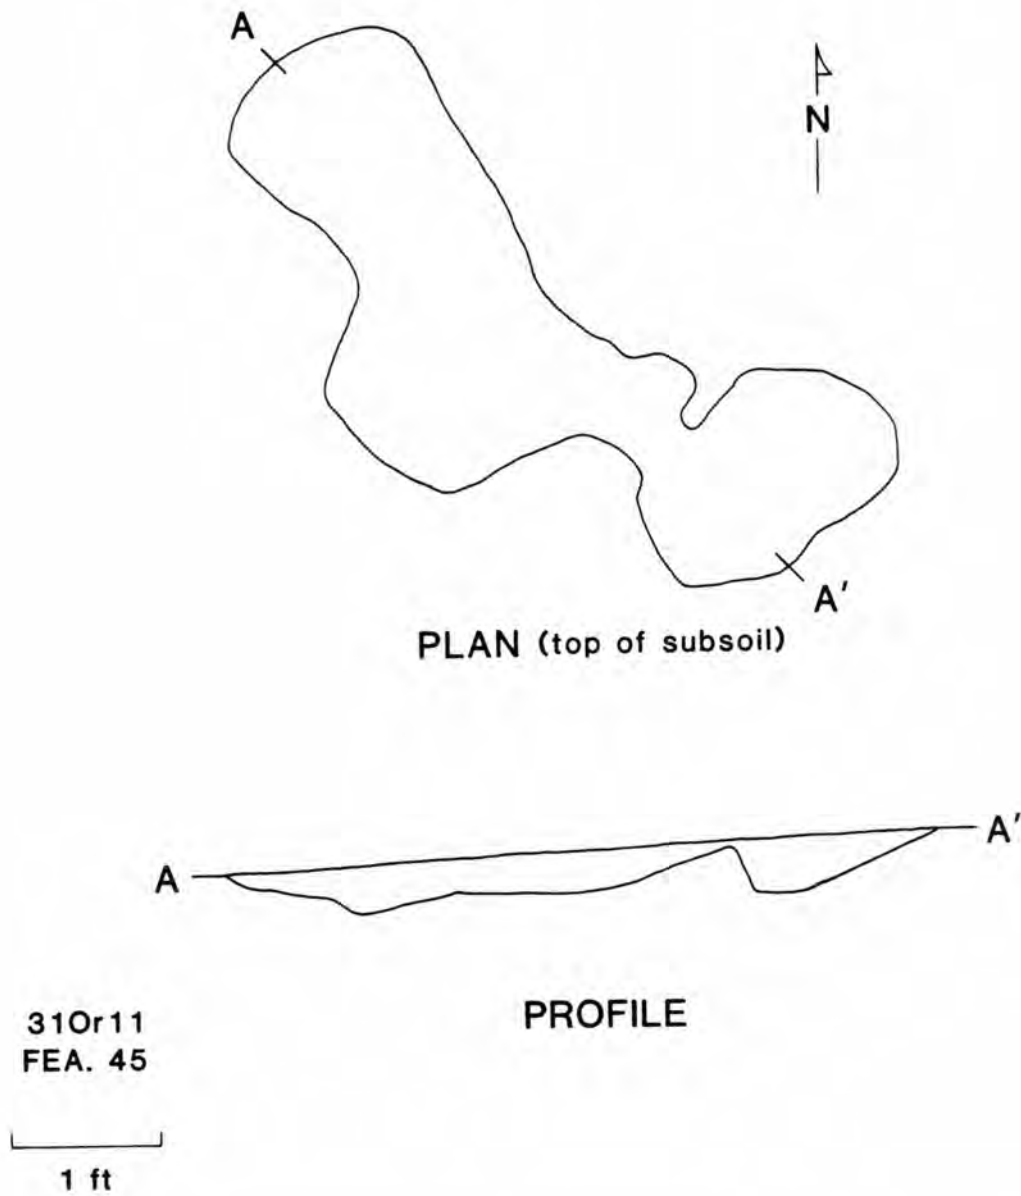 A
N
A'
PLAN (top of subsoil)
A
A'
PROFILE
31Or11
FEA. 45
1 ft